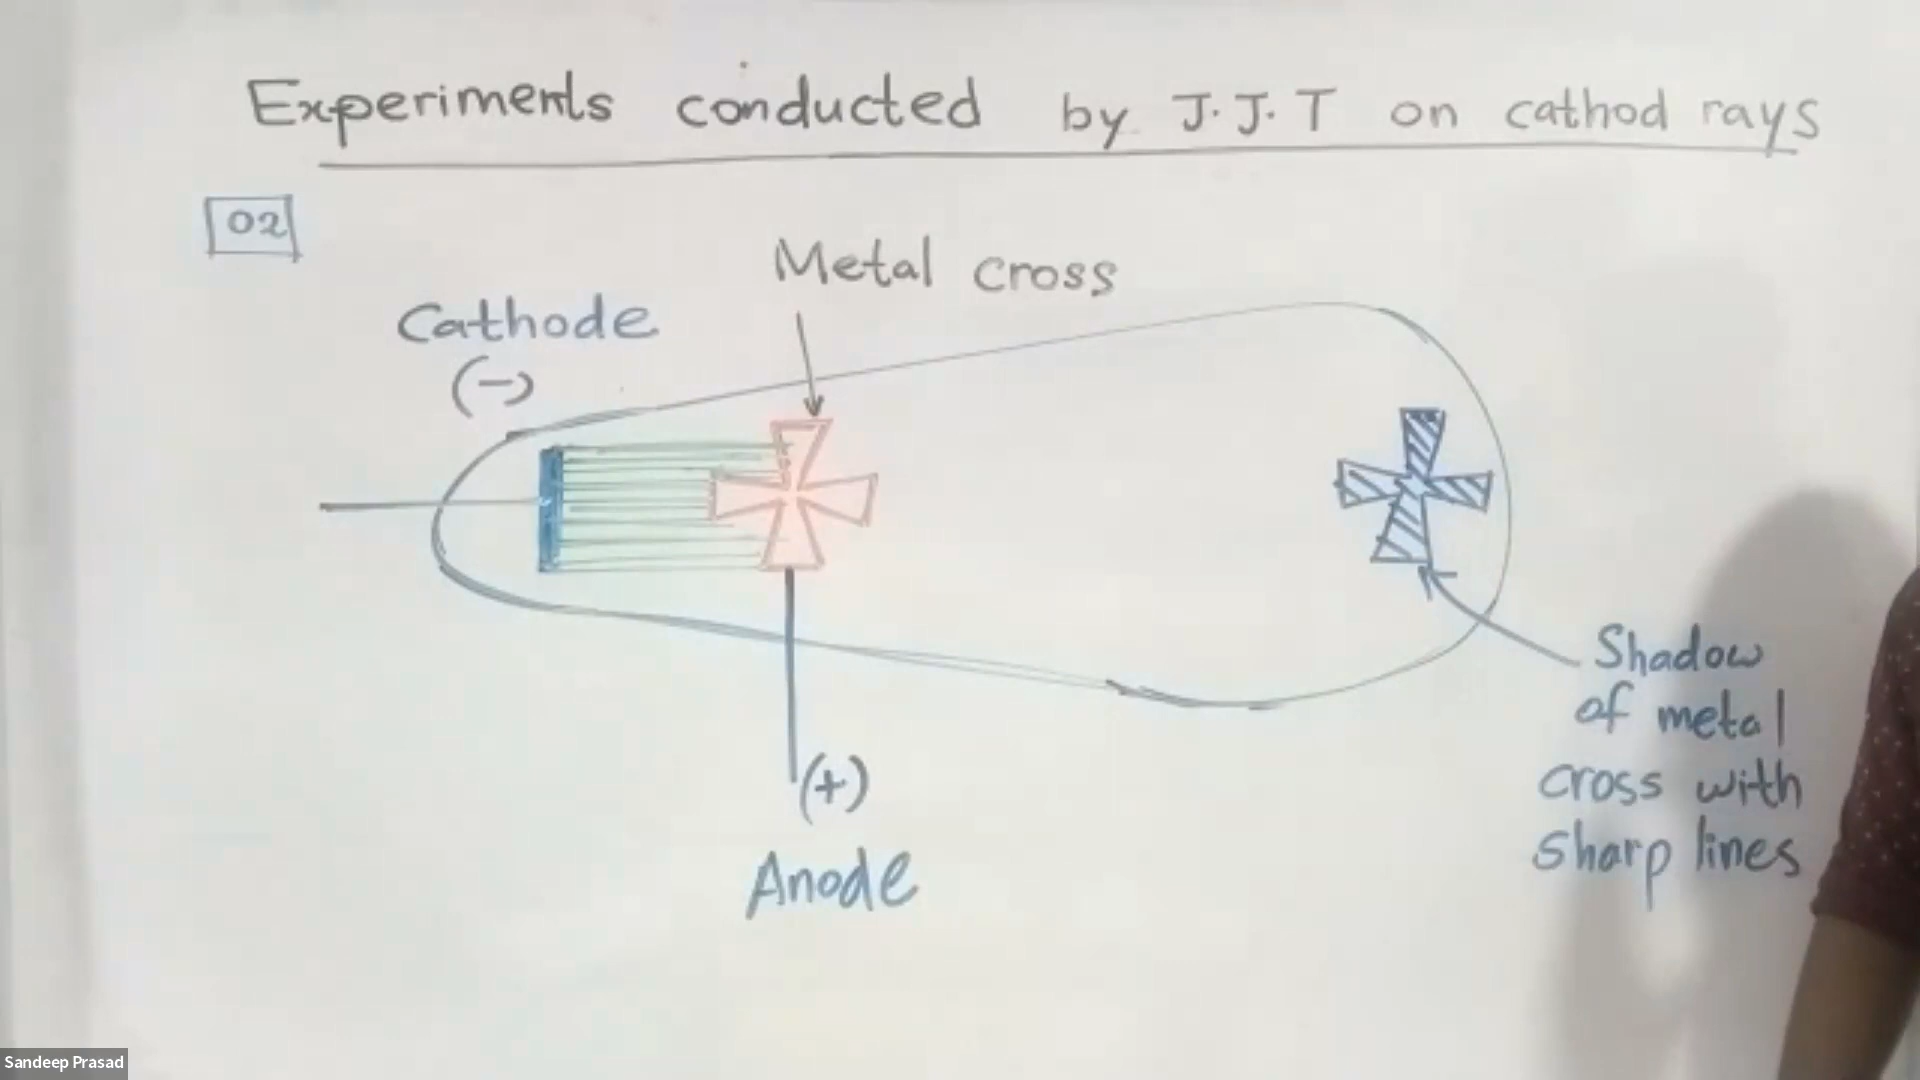 Experiments conducted by J.J.T on cathod rays
02
Metal cross
Cathode
(-)
Shadow
of metal
cross with
sharp lines
(+)
Anode
Sandeep Prasad